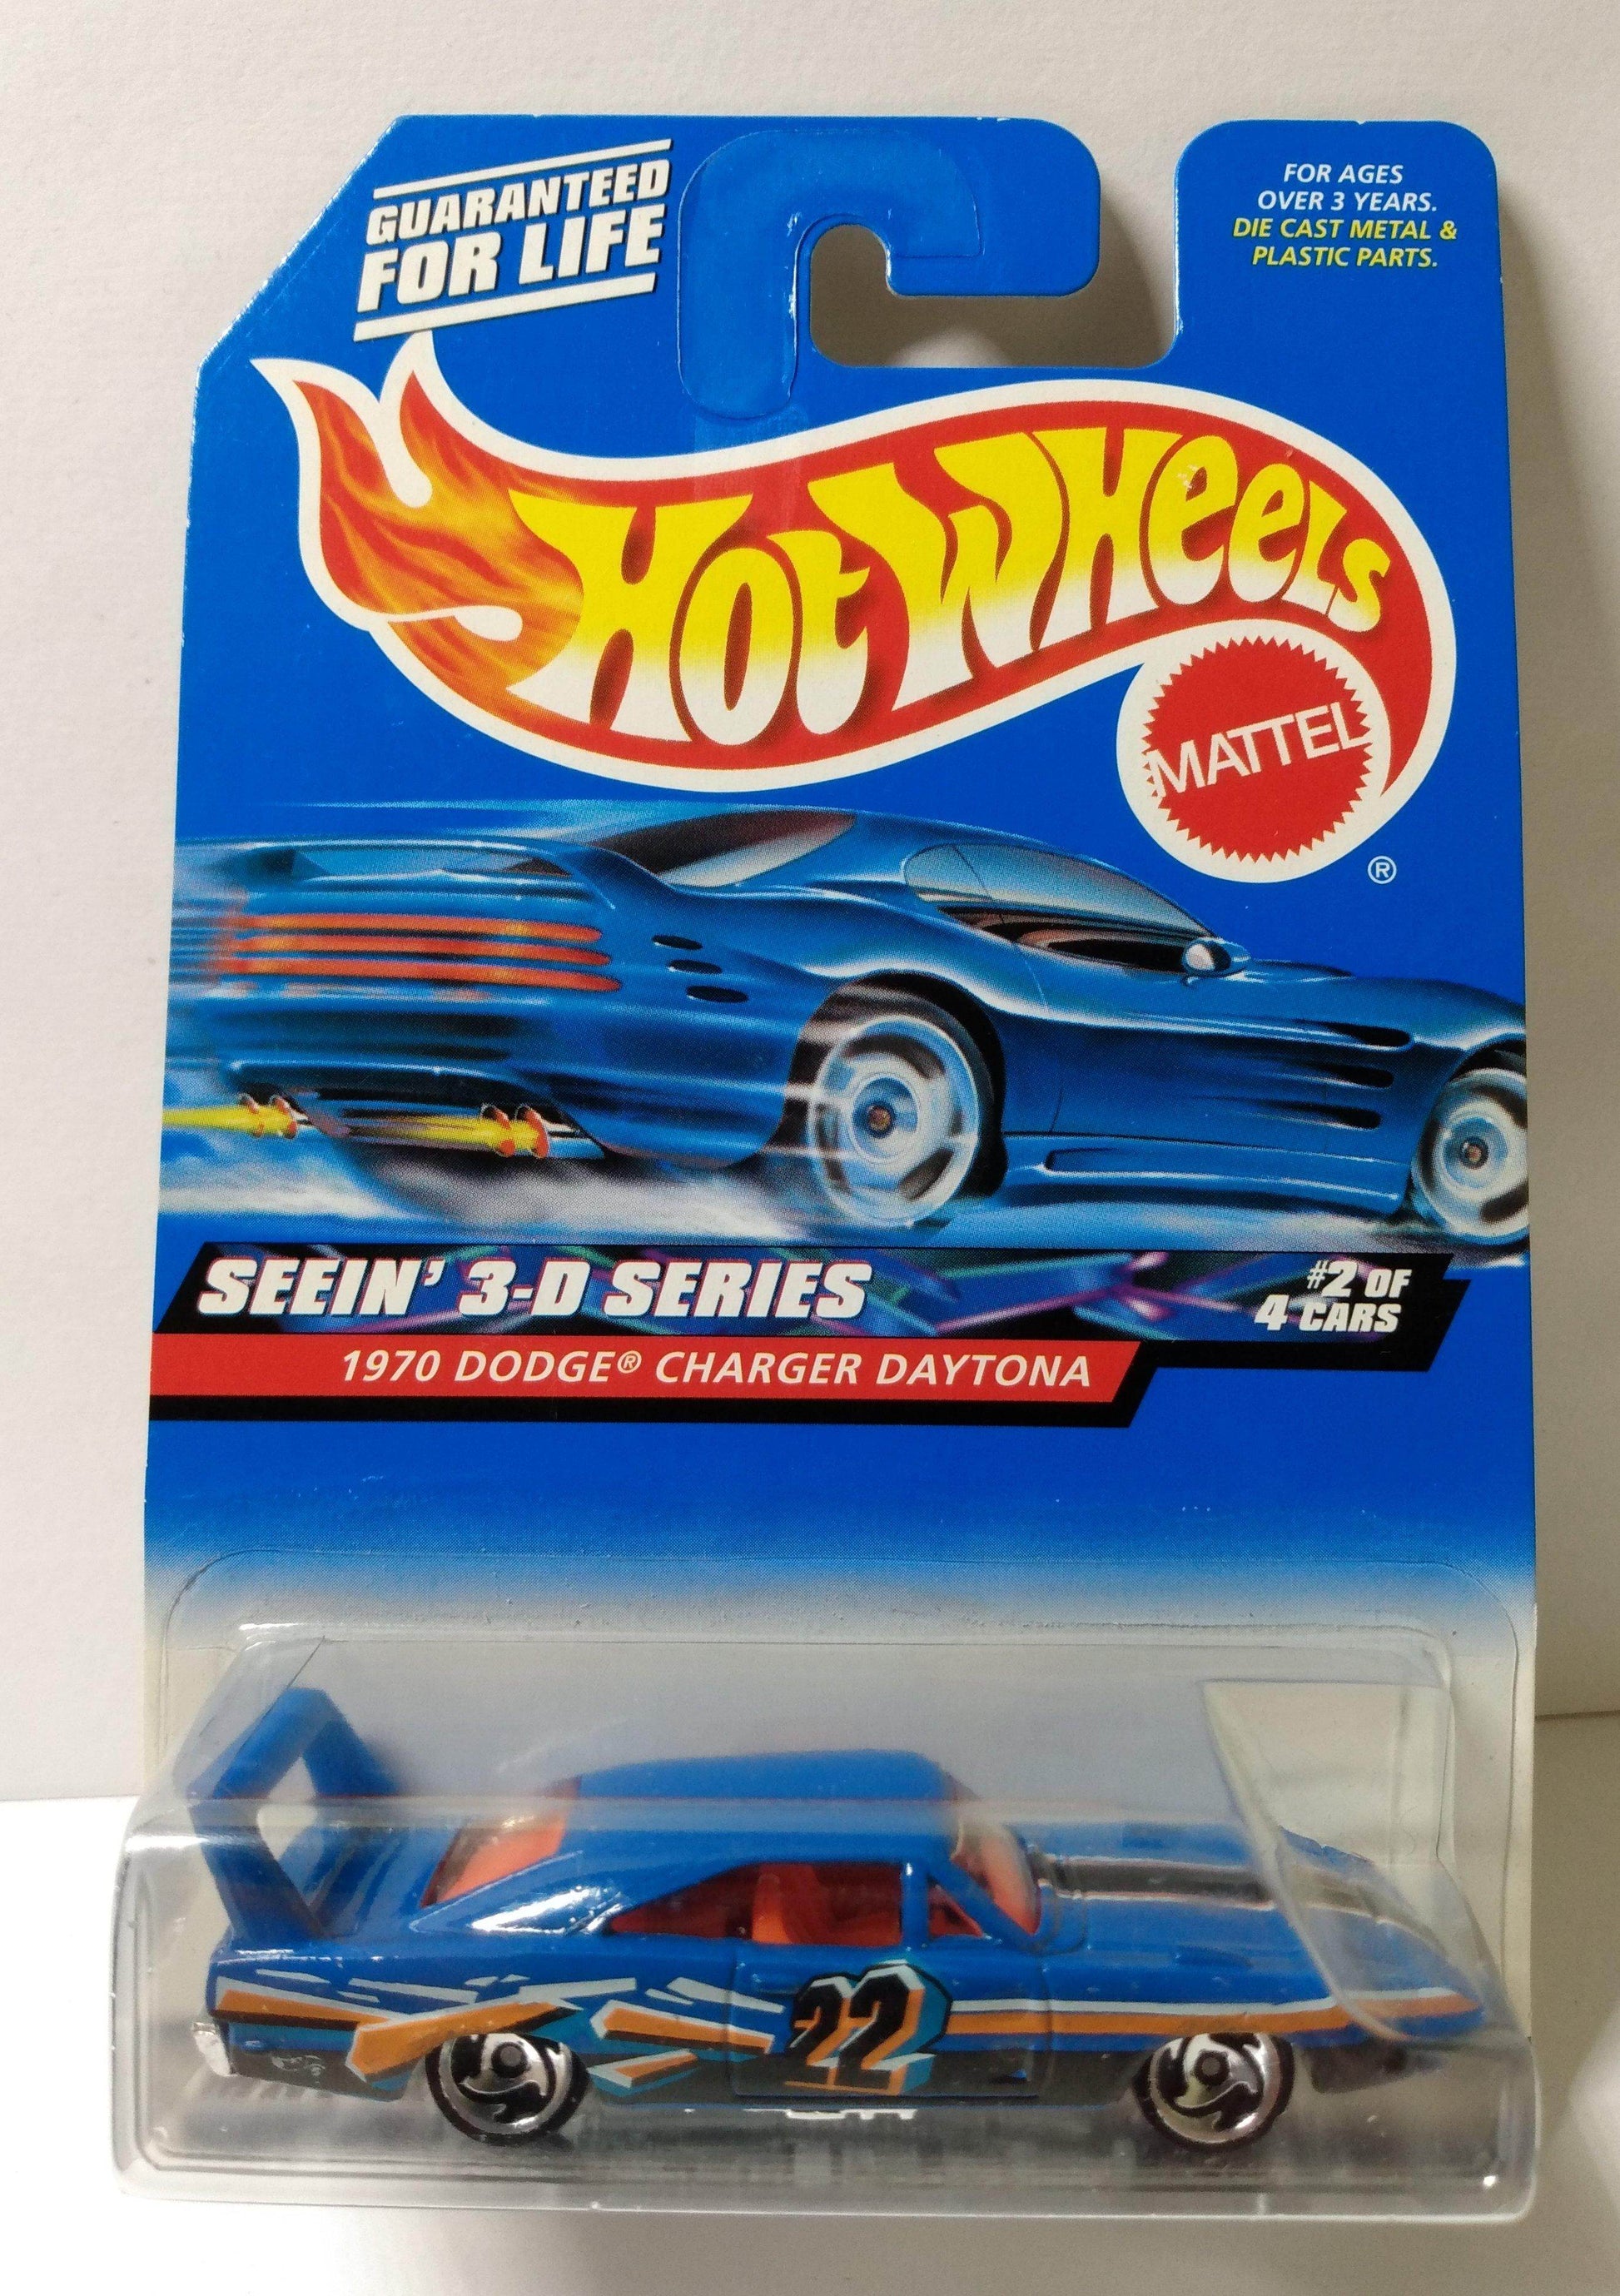 GUARANTEED
FOR LIFE
FOR AGES
OVER 3 YEARS.
DIE CAST METAL &
PLASTIC PARTS.
HOT WHEELS
MATTEL
®
SEEIN' 3-D SERIES
#2 OF
4 CARS
1970 DODGE® CHARGER DAYTONA
22